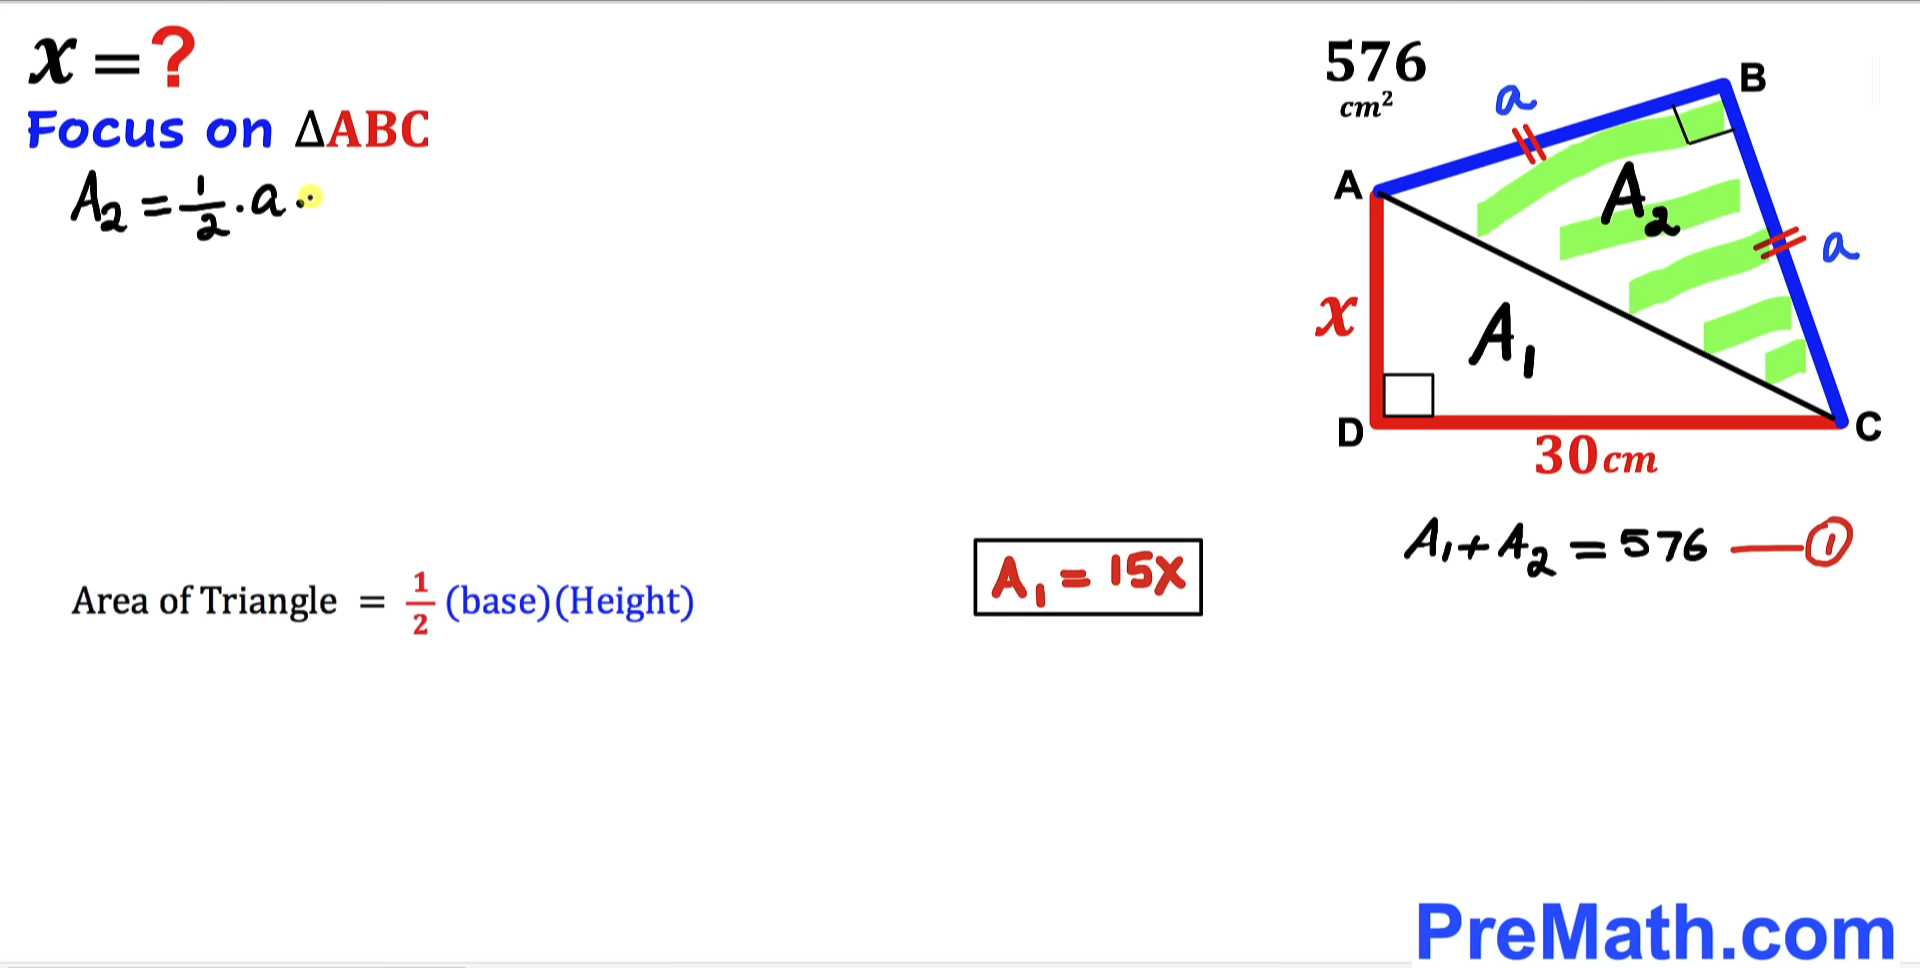 x = ?
Focus on ΔABC
A₂ = 1/2 · a ·
576
cm²
B
a
A
A₂
a
x
A₁
D
C
30cm
A₁ + A₂ = 576 — ①
A₁ = 15x
Area of Triangle = 1/2 (base)(Height)
PreMath.com